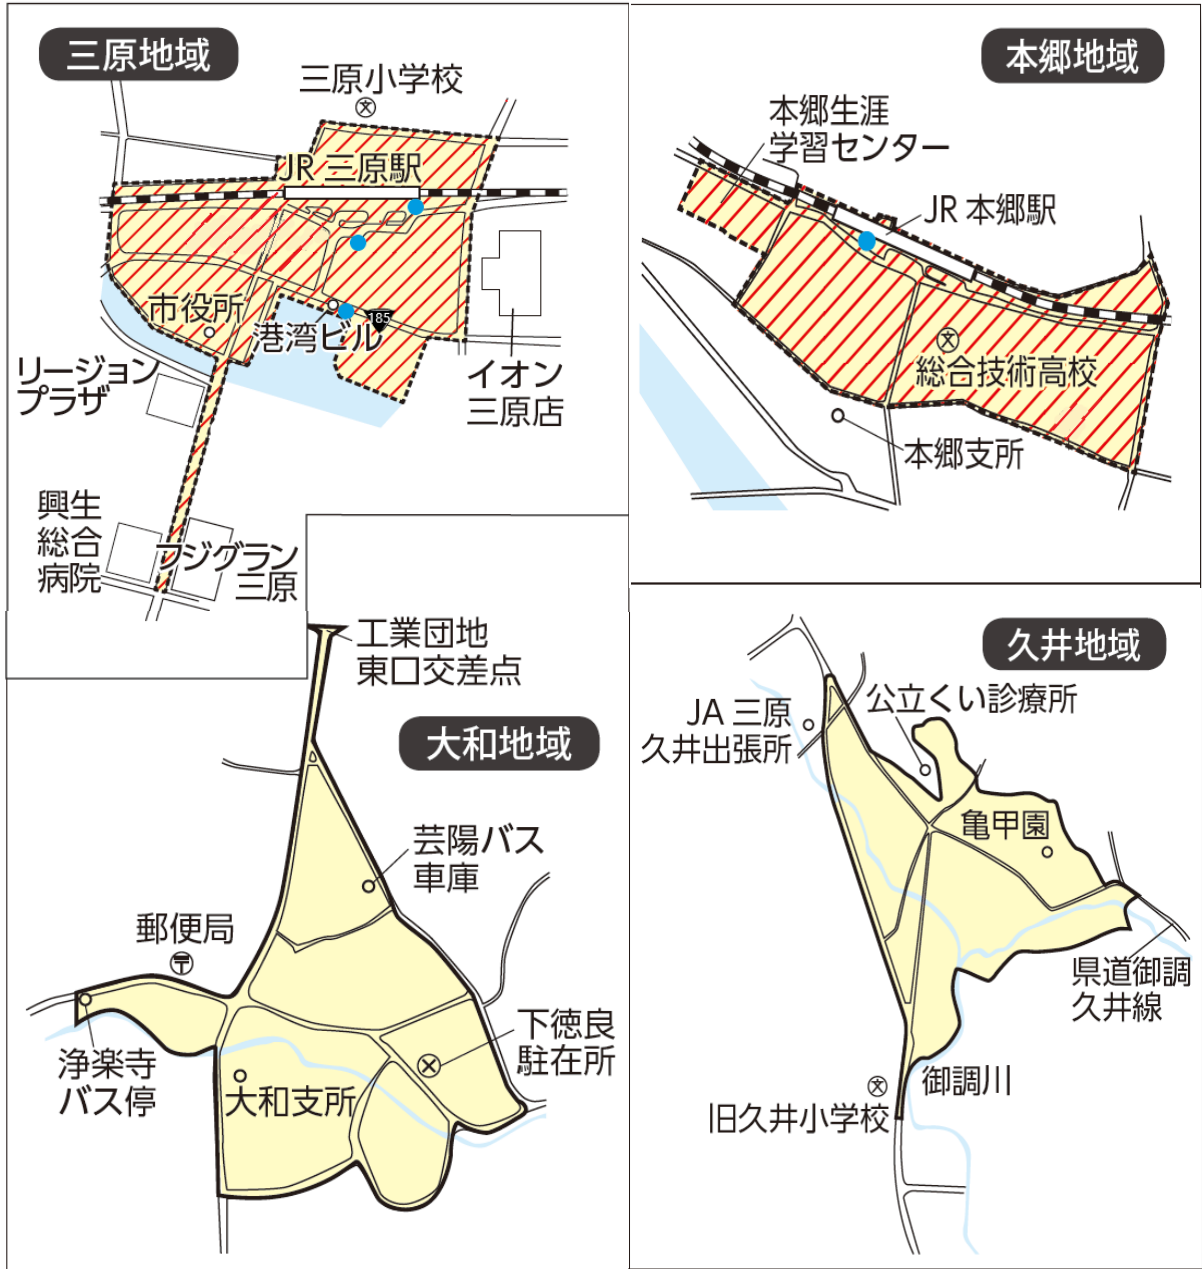 三原地域
三原小学校
文
JR 三原駅
市役所
港湾ビル
185
リージョン
プラザ
イオン
三原店
興生
総合
病院
フジグラン
三原
本郷地域
本郷生涯
学習センター
JR 本郷駅
文
総合技術高校
本郷支所
工業団地
東口交差点
大和地域
芸陽バス
車庫
郵便局
〒
浄楽寺
バス停
大和支所
下徳良
駐在所
久井地域
JA 三原
久井出張所
公立くい診療所
亀甲園
県道御調
久井線
御調川
文
旧久井小学校